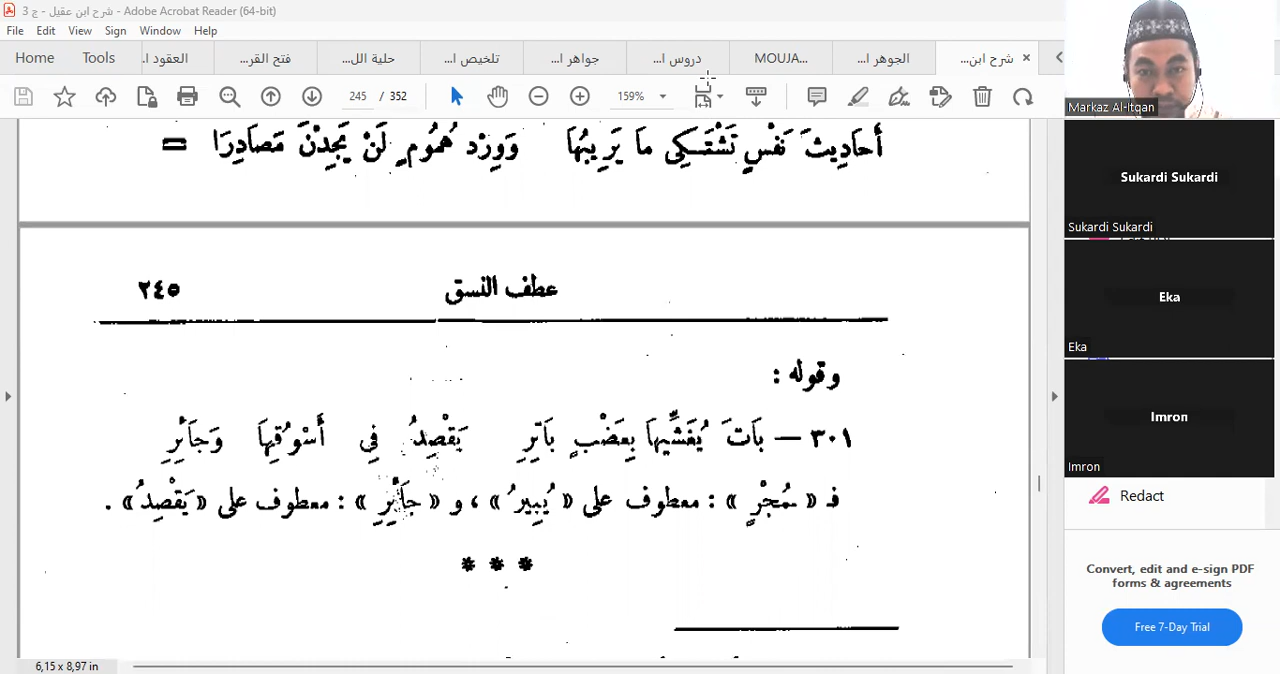 شرح ابن عقيل - ج 3 - Adobe Acrobat Reader (64-bit)
File Edit View Sign Window Help
Home Tools العقود ا... فتح القر... حلية الل... تلخيص ا... جواهر ا... دروس ا... MOUJA... الجوهر ا... شرح ابن... ×
245 / 352 159%
Markaz Al-Itqan
أَحَادِيثَ نَفْسٍ تَشْتَكِى مَا يَرِيبُهَا وَوِرْدَ هُمُومٍ لَنْ يَجِدْنَ مَصَادِرَا =
Sukardi Sukardi
Sukardi Sukardi
عطف النسق ٢٤٥
Eka
Eka
وقوله :
٣٠١ — بَاتَ يُغَشِّيهَا بِعَضْبٍ بَاتِرِ يَقْصِدُ فِى أَسْوُقِهَا وَجَائِرِ
Imron
Imron
فـ « مُجْرٍ » : معطوف على « يُبِيرُ » ، و « جَائِرِ » : معطوف على « يَقْصِدُ » .
* * *
Redact
Convert, edit and e-sign PDF
forms & agreements
Free 7-Day Trial
6,15 x 8,97 in